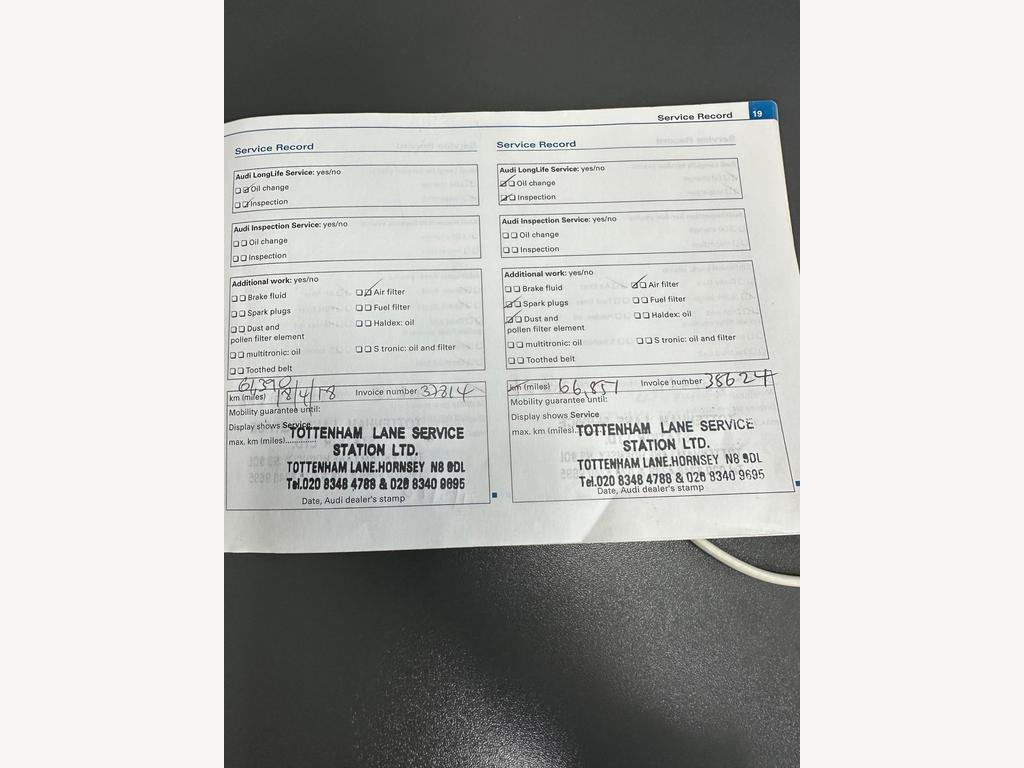 Service Record 19
Service Record
Audi LongLife Service: yes/no
Oil change
Inspection
Audi Inspection Service: yes/no
Oil change
Inspection
Additional work: yes/no
Brake fluid
Air filter
Spark plugs
Fuel filter
Dust and
pollen filter element
Haldex: oil
multitronic: oil
S tronic: oil and filter
Toothed belt
61,390
km (miles) 18/4/18 Invoice number 37814
Mobility guarantee until:
Display shows Service
max. km (miles)
TOTTENHAM LANE SERVICE
STATION LTD.
TOTTENHAM LANE.HORNSEY N8 9DL
Tel.020 8348 4788 & 020 8340 9695
Date, Audi dealer's stamp
Service Record
Audi LongLife Service: yes/no
Oil change
Inspection
Audi Inspection Service: yes/no
Oil change
Inspection
Additional work: yes/no
Brake fluid
Air filter
Spark plugs
Fuel filter
Dust and
pollen filter element
Haldex: oil
multitronic: oil
S tronic: oil and filter
Toothed belt
km (miles) 66,851 Invoice number 38624
Mobility guarantee until:
Display shows Service
max. km (miles)
TOTTENHAM LANE SERVICE
STATION LTD.
TOTTENHAM LANE.HORNSEY N8 9DL
Tel.020 8348 4788 & 020 8340 9695
Date, Audi dealer's stamp